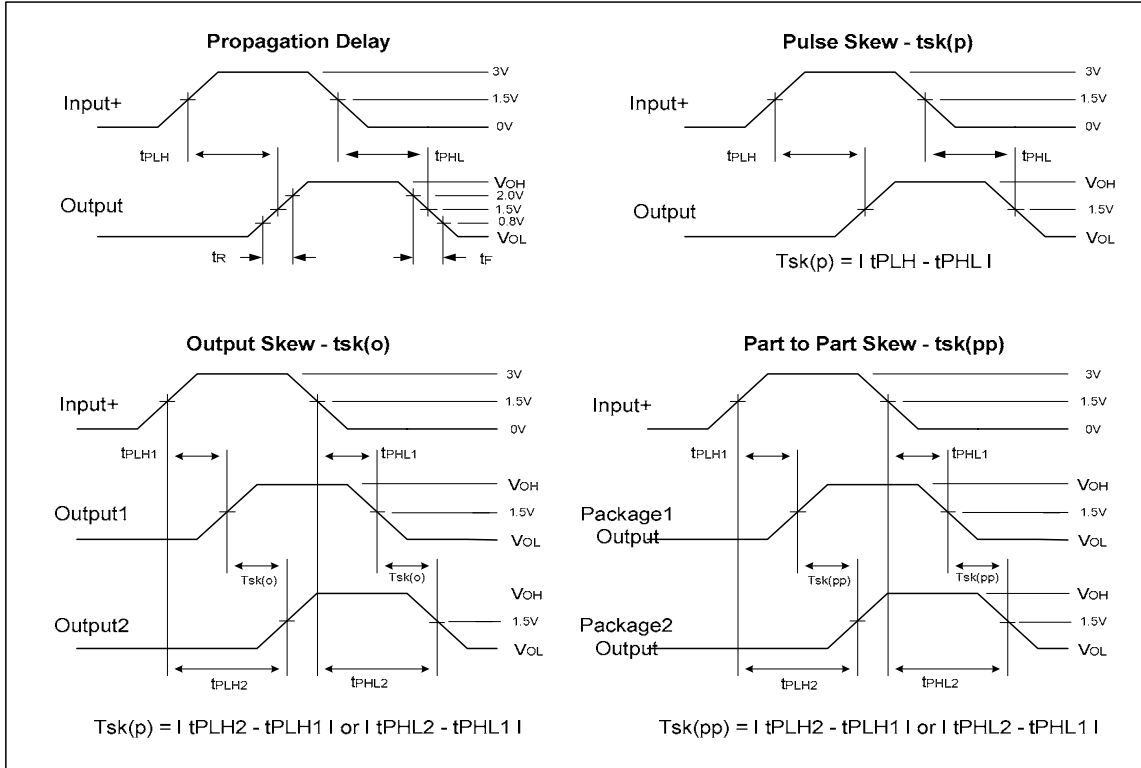 Propagation Delay
Input+
3V
1.5V
0V
tPLH
tPHL
Output
VOH
2.0V
1.5V
0.8V
VOL
tR
tF
Pulse Skew - tsk(p)
Input+
3V
1.5V
0V
tPLH
tPHL
Output
VOH
1.5V
VOL
Tsk(p) = | tPLH - tPHL |
Output Skew - tsk(o)
Input+
3V
1.5V
0V
tPLH1
tPHL1
Output1
VOH
1.5V
VOL
Tsk(o)
Tsk(o)
Output2
VOH
1.5V
VOL
tPLH2
tPHL2
Tsk(p) = | tPLH2 - tPLH1 | or | tPHL2 - tPHL1 |
Part to Part Skew - tsk(pp)
Input+
3V
1.5V
0V
tPLH1
tPHL1
Package1
Output
VOH
1.5V
VOL
Tsk(pp)
Tsk(pp)
Package2
Output
VOH
1.5V
VOL
tPLH2
tPHL2
Tsk(pp) = | tPLH2 - tPLH1 | or | tPHL2 - tPHL1 |